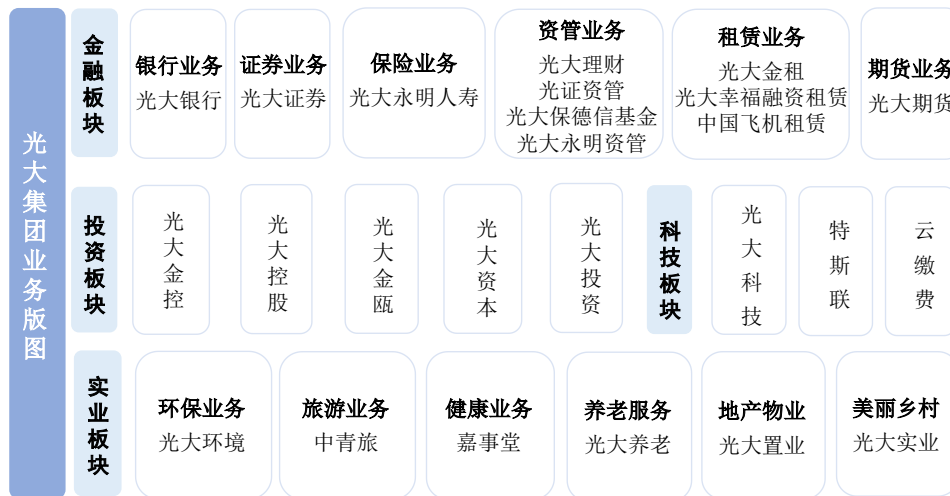 光大集团业务版图
金融板块
银行业务
光大银行
证券业务
光大证券
保险业务
光大永明人寿
资管业务
光大理财
光证资管
光大保德信基金
光大永明资管
租赁业务
光大金租
光大幸福融资租赁
中国飞机租赁
期货业务
光大期货
投资板块
光大金控
光大控股
光大金瓯
光大资本
光大投资
科技板块
光大科技
特斯联
云缴费
实业板块
环保业务
光大环境
旅游业务
中青旅
健康业务
嘉事堂
养老服务
光大养老
地产物业
光大置业
美丽乡村
光大实业